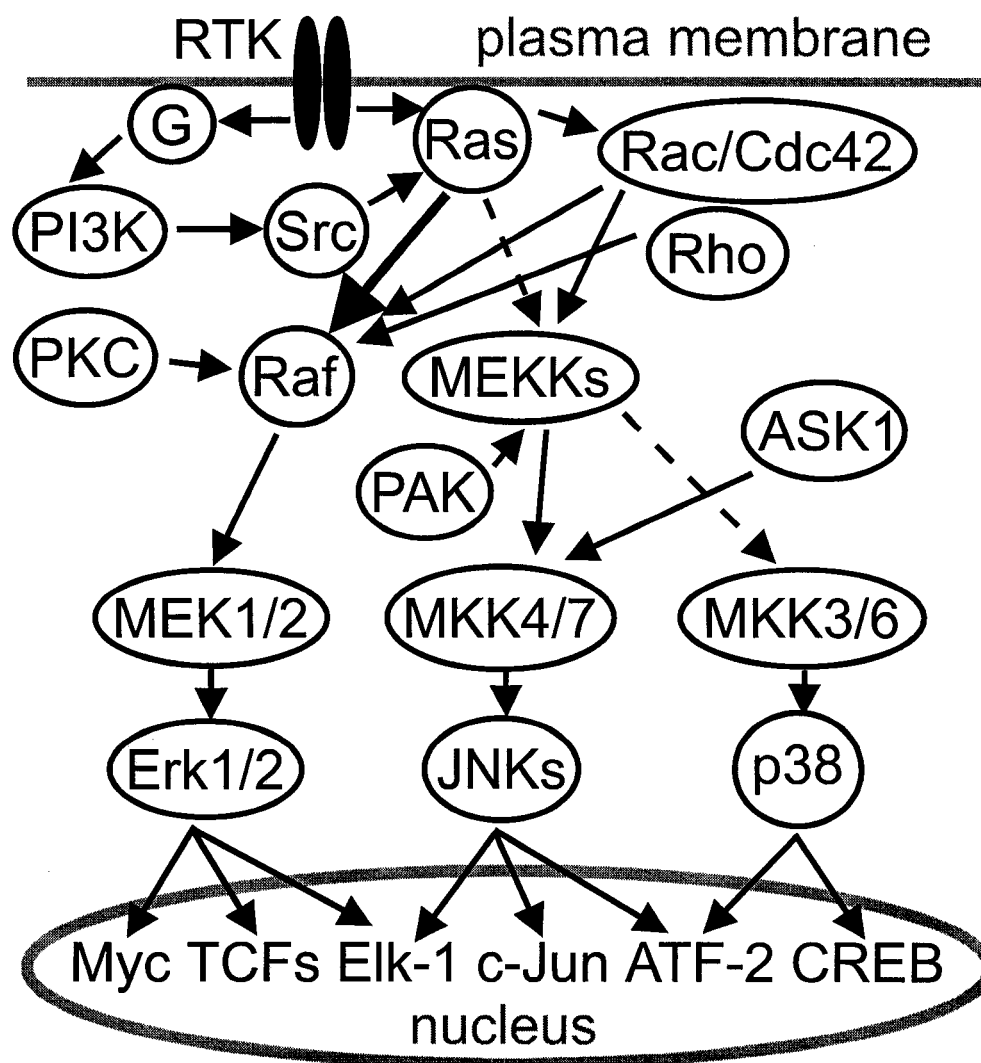 RTK plasma membrane
G Ras Rac/Cdc42
PI3K Src Rho
PKC Raf MEKKs ASK1
PAK
MEK1/2 MKK4/7 MKK3/6
Erk1/2 JNKs p38
Myc TCFs Elk-1 c-Jun ATF-2 CREB
nucleus